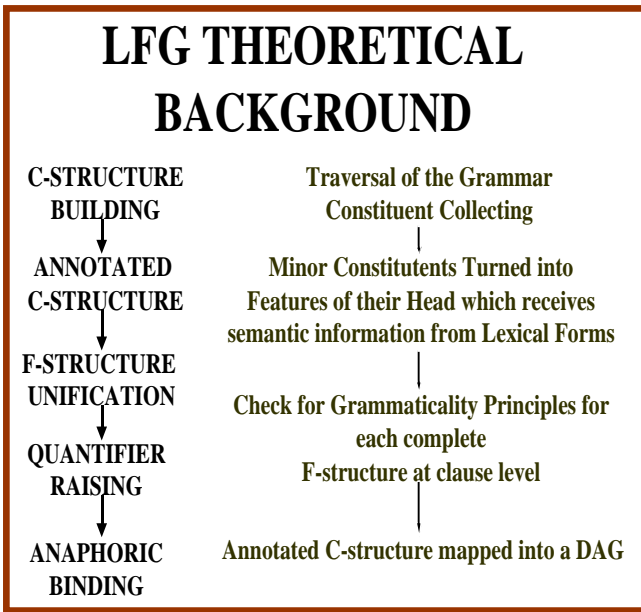 LFG THEORETICAL
BACKGROUND
C-STRUCTURE
BUILDING
ANNOTATED
C-STRUCTURE
F-STRUCTURE
UNIFICATION
QUANTIFIER
RAISING
ANAPHORIC
BINDING
Traversal of the Grammar
Constituent Collecting
Minor Constitutents Turned into
Features of their Head which receives
semantic information from Lexical Forms
Check for Grammaticality Principles for
each complete
F-structure at clause level
Annotated C-structure mapped into a DAG